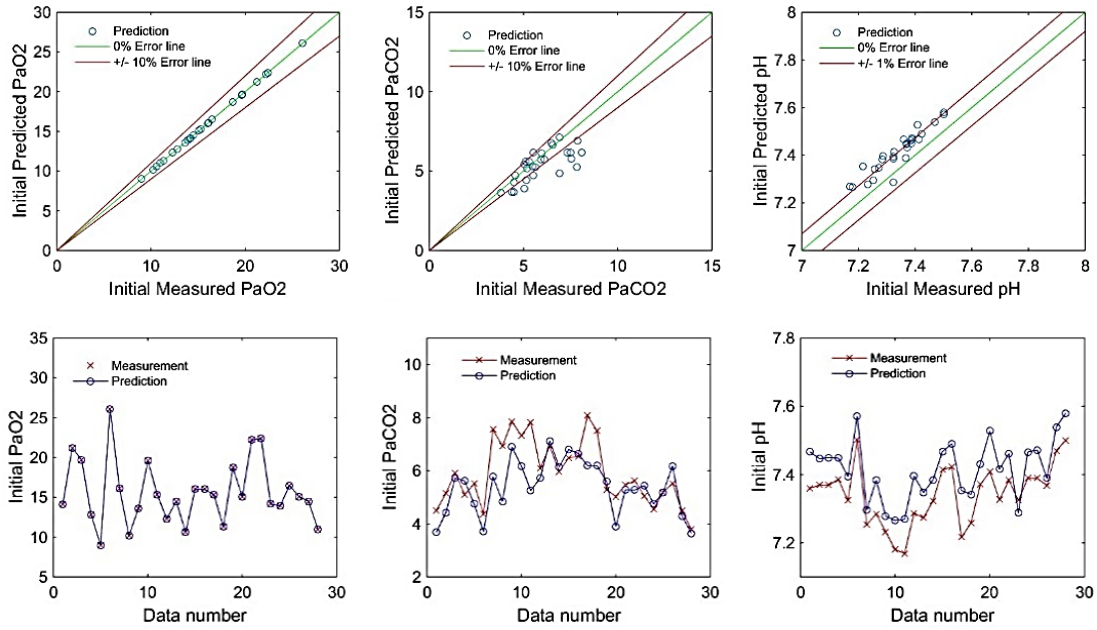 Initial Predicted PaO2
30
25
20
15
10
5
0
Prediction
0% Error line
+/- 10% Error line
0 10 20 30
Initial Measured PaO2
Initial Predicted PaCO2
15
10
5
0
Prediction
0% Error line
+/- 10% Error line
0 5 10 15
Initial Measured PaCO2
Initial Predicted pH
8
7.8
7.6
7.4
7.2
7
Prediction
0% Error line
+/- 1% Error line
7 7.2 7.4 7.6 7.8 8
Initial Measured pH
Initial PaO2
35
30
25
20
15
10
5
Measurement
Prediction
0 10 20 30
Data number
Initial PaCO2
10
8
6
4
2
Measurement
Prediction
0 10 20 30
Data number
Initial pH
7.8
7.6
7.4
7.2
Measurement
Prediction
0 10 20 30
Data number